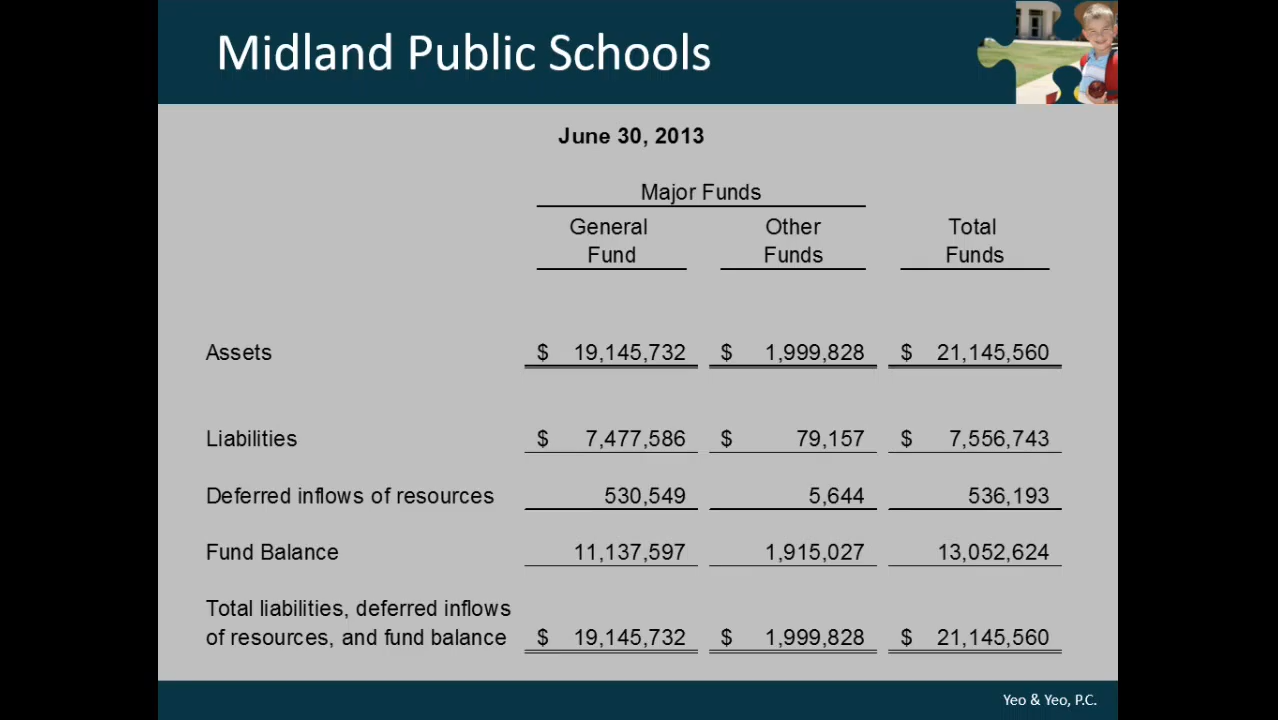 Midland Public Schools
June 30, 2013
Major Funds
General Other Total
Fund Funds Funds
Assets $ 19,145,732 $ 1,999,828 $ 21,145,560
Liabilities $ 7,477,586 $ 79,157 $ 7,556,743
Deferred inflows of resources 530,549 5,644 536,193
Fund Balance 11,137,597 1,915,027 13,052,624
Total liabilities, deferred inflows
of resources, and fund balance $ 19,145,732 $ 1,999,828 $ 21,145,560
Yeo & Yeo, P.C.